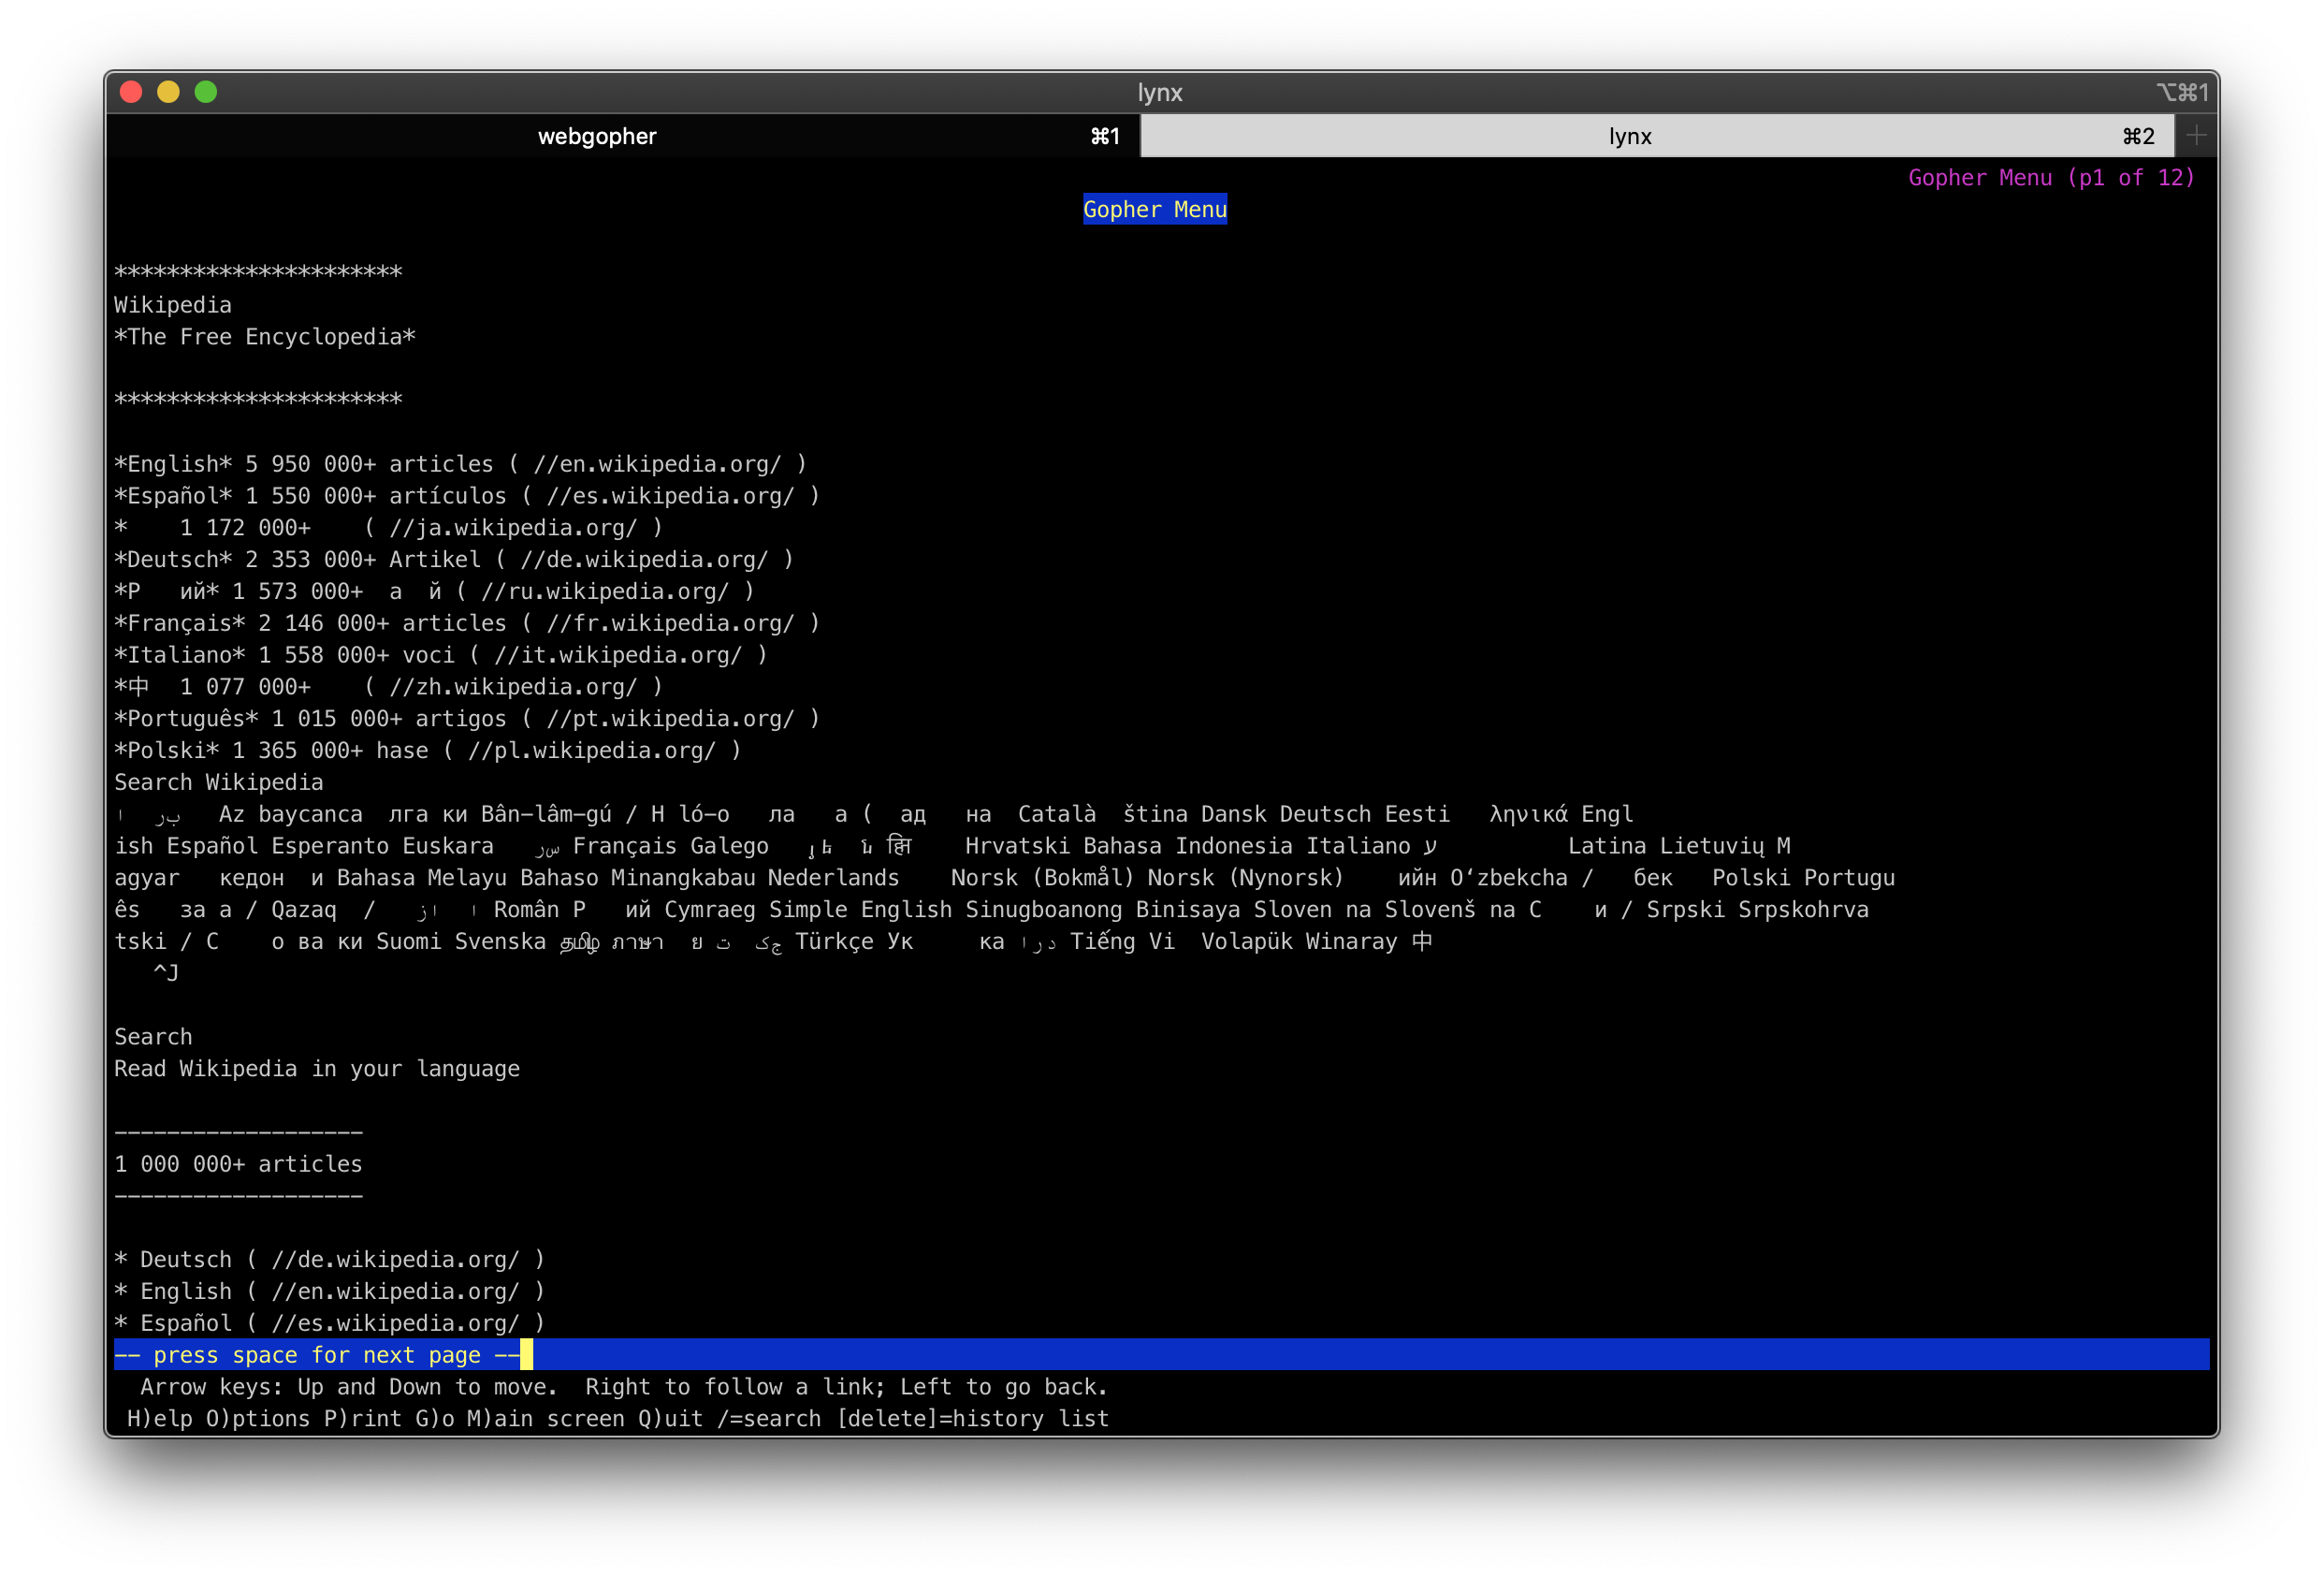 lynx ⌥⌘1
webgopher ⌘1 lynx ⌘2 +
Gopher Menu (p1 of 12)
Gopher Menu
**********************
Wikipedia
*The Free Encyclopedia*
**********************
*English* 5 950 000+ articles ( //en.wikipedia.org/ )
*Español* 1 550 000+ artículos ( //es.wikipedia.org/ )
* 1 172 000+ ( //ja.wikipedia.org/ )
*Deutsch* 2 353 000+ Artikel ( //de.wikipedia.org/ )
*Р ий* 1 573 000+ а й ( //ru.wikipedia.org/ )
*Français* 2 146 000+ articles ( //fr.wikipedia.org/ )
*Italiano* 1 558 000+ voci ( //it.wikipedia.org/ )
*中 1 077 000+ ( //zh.wikipedia.org/ )
*Português* 1 015 000+ artigos ( //pt.wikipedia.org/ )
*Polski* 1 365 000+ hase ( //pl.wikipedia.org/ )
Search Wikipedia
Az baycanca лга ки Bân-lâm-gú / H ló-o ла а ( ад на Català ština Dansk Deutsch Eesti ληνικά Engl
ish Español Esperanto Euskara سر Français Galego हिा Hrvatski Bahasa Indonesia Italiano ע Latina Lietuvių M
agyar кедон и Bahasa Melayu Bahaso Minangkabau Nederlands Norsk (Bokmål) Norsk (Nynorsk) ийн Oʻzbekcha / бек Polski Portugu
ês за а / Qazaq / از ا Român Р ий Cymraeg Simple English Sinugboanong Binisaya Sloven na Slovenš na С и / Srpski Srpskohrva
tski / С о ва ки Suomi Svenska தமிழ ภาษา ย ت جک Türkçe Ук ка درا Tiếng Vi Volapük Winaray 中
^J
Search
Read Wikipedia in your language
-------------------
1 000 000+ articles
-------------------
* Deutsch ( //de.wikipedia.org/ )
* English ( //en.wikipedia.org/ )
* Español ( //es.wikipedia.org/ )
-- press space for next page --
Arrow keys: Up and Down to move. Right to follow a link; Left to go back.
H)elp O)ptions P)rint G)o M)ain screen Q)uit /=search [delete]=history list